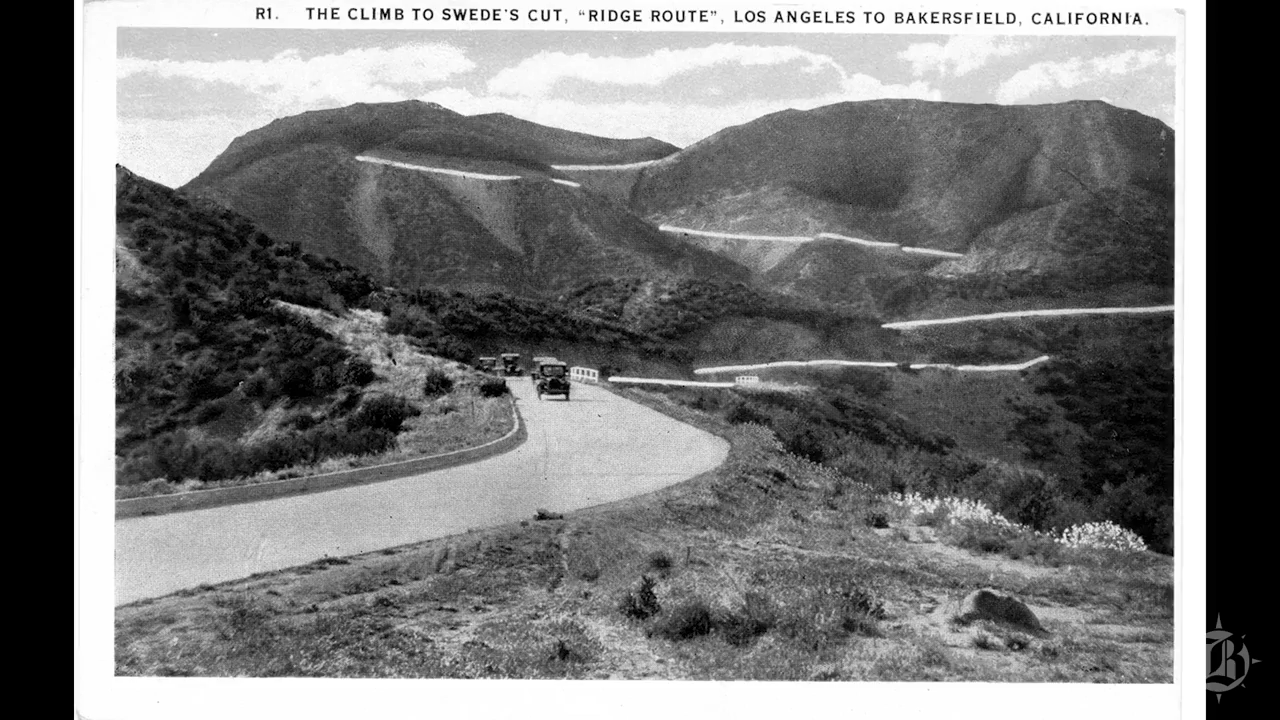 R1. THE CLIMB TO SWEDE'S CUT, "RIDGE ROUTE", LOS ANGELES TO BAKERSFIELD, CALIFORNIA.